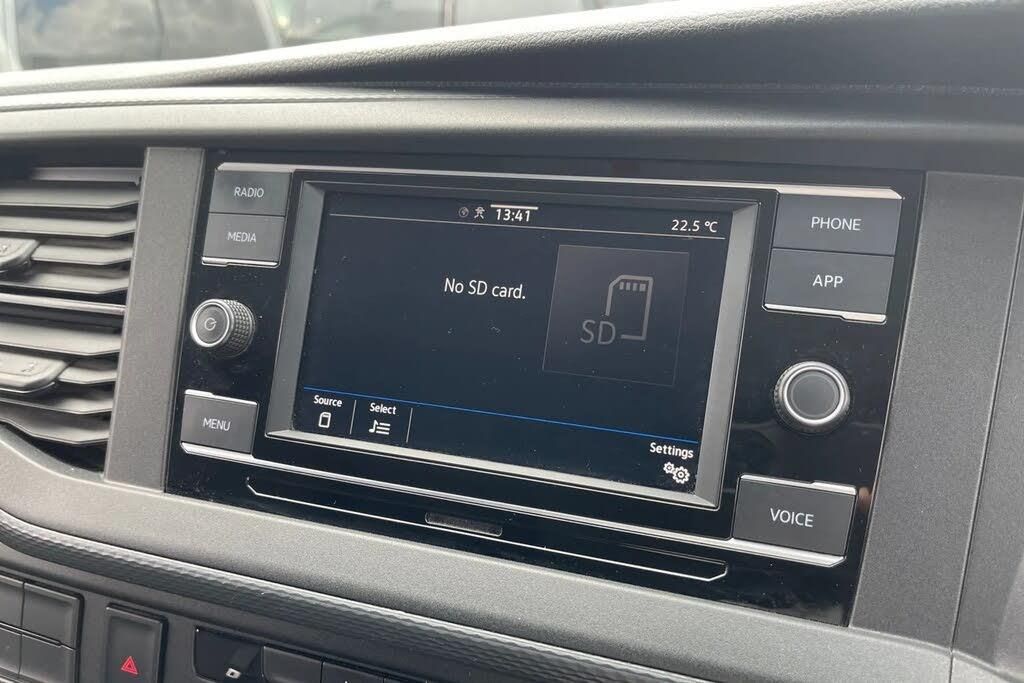 RADIO
MEDIA
MENU
13:41
22.5 °C
No SD card.
SD
Source
Select
Settings
PHONE
APP
VOICE